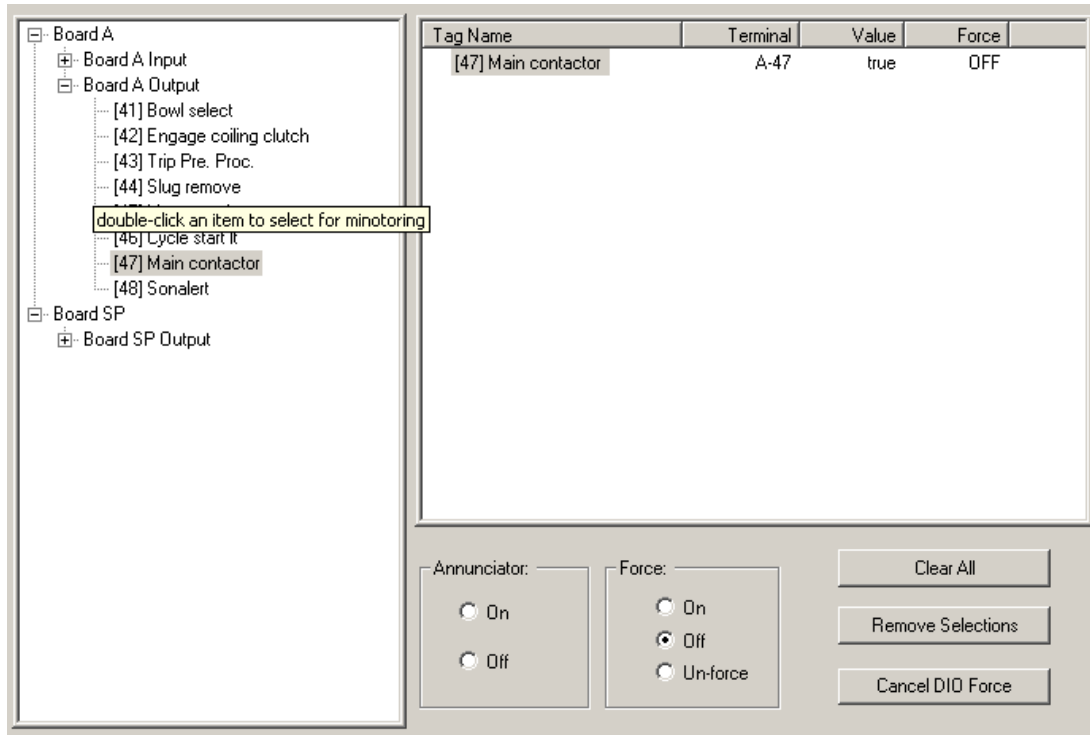 Board A
Board A Input
Board A Output
[41] Bowl select
[42] Engage coiling clutch
[43] Trip Pre. Proc.
[44] Slug remove
double-click an item to select for minotoring
[46] Cycle start lt
[47] Main contactor
[48] Sonalert
Board SP
Board SP Output
Tag Name Terminal Value Force
[47] Main contactor A-47 true OFF
Annunciator:
On
Off
Force:
On
Off
Un-force
Clear All
Remove Selections
Cancel DIO Force